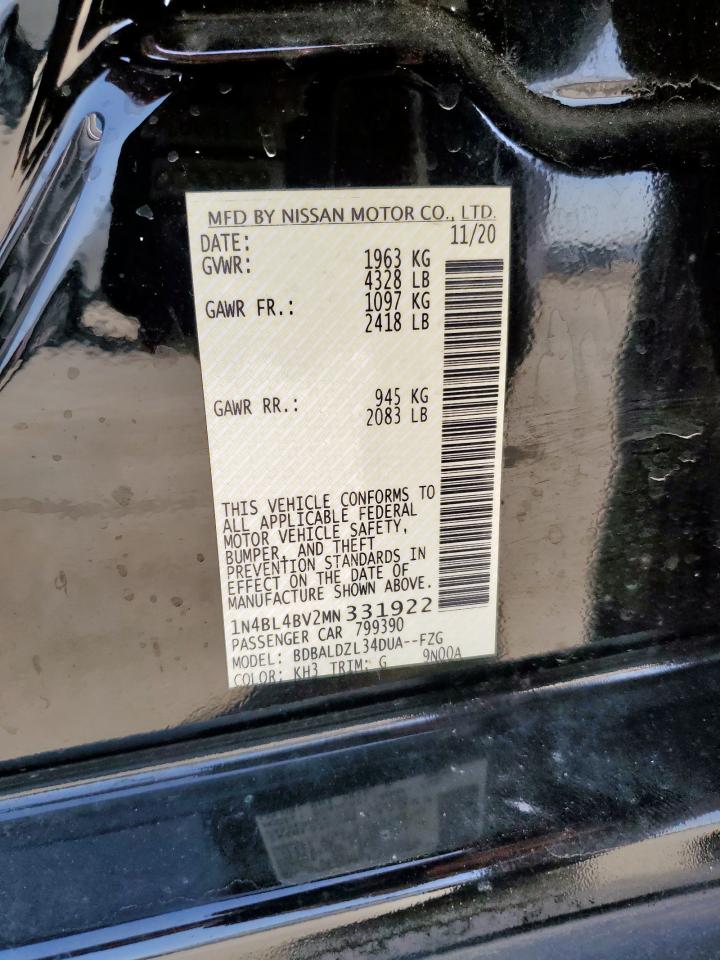 MFD BY NISSAN MOTOR CO., LTD.
DATE: 11/20
GVWR: 1963 KG
4328 LB
GAWR FR.: 1097 KG
2418 LB
GAWR RR.: 945 KG
2083 LB
THIS VEHICLE CONFORMS TO
ALL APPLICABLE FEDERAL
MOTOR VEHICLE SAFETY,
BUMPER, AND THEFT
PREVENTION STANDARDS IN
EFFECT ON THE DATE OF
MANUFACTURE SHOWN ABOVE.
1N4BL4BV2MN331922
PASSENGER CAR 799390
MODEL: BDBALDZL34DUA--FZG
COLOR: KH3 TRIM: G 9NQ0A